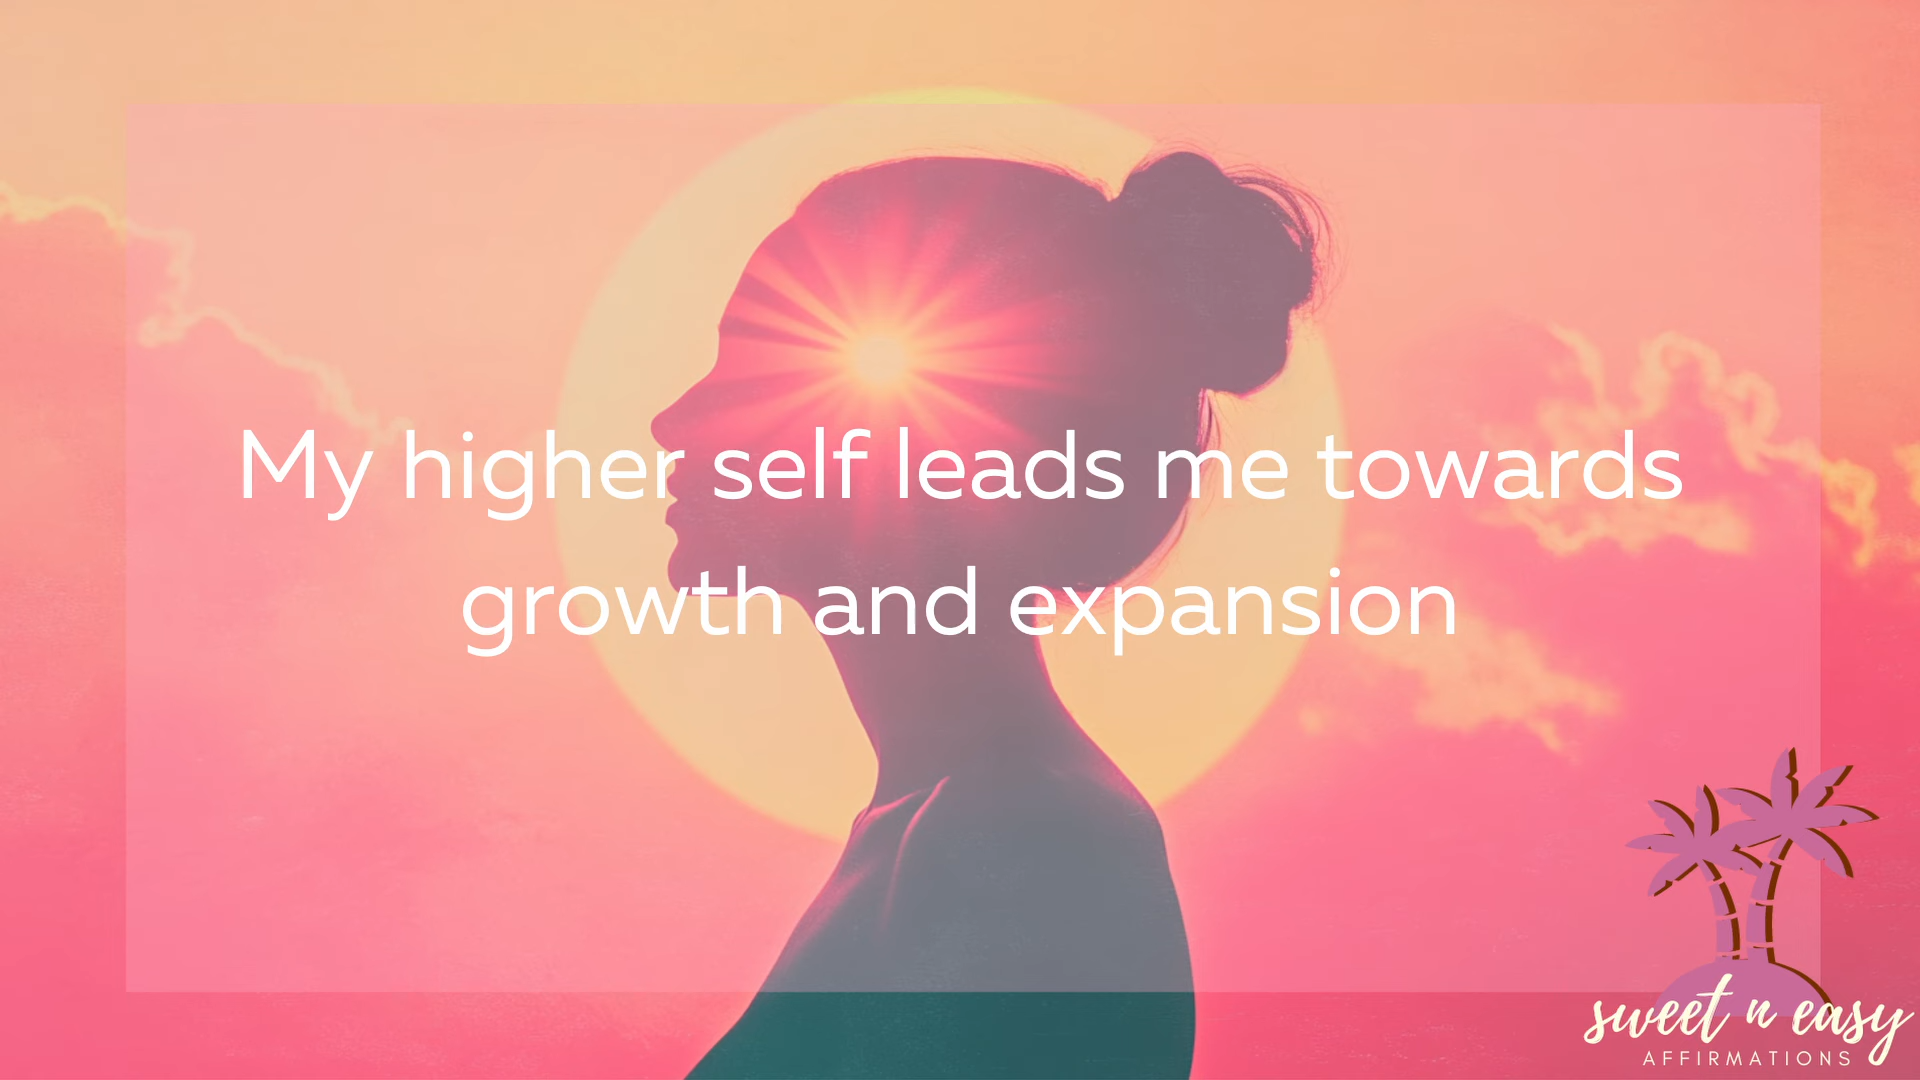 My higher self leads me towards
growth and expansion
sweet n easy
AFFIRMATIONS